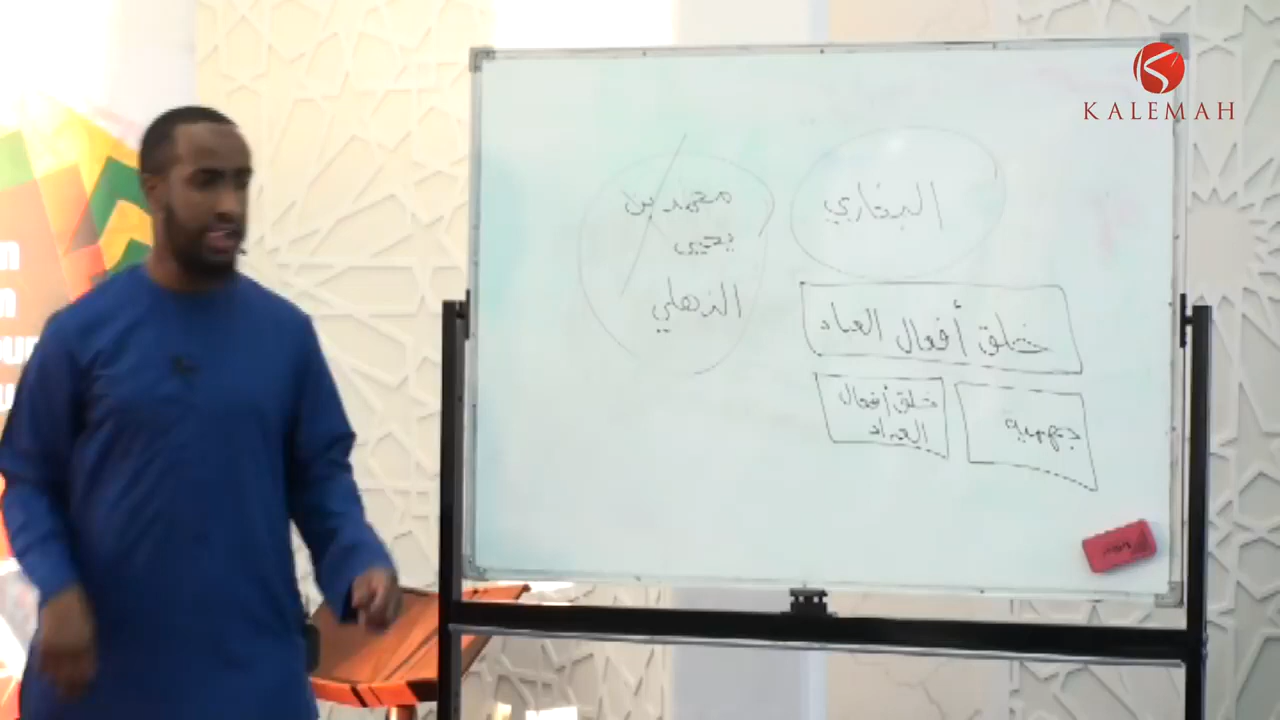 KALEMAH
البخاري
محمد بن
يحيى
الذهلي
خلق أفعال العباد
جهمية
خلق أفعال
العباد